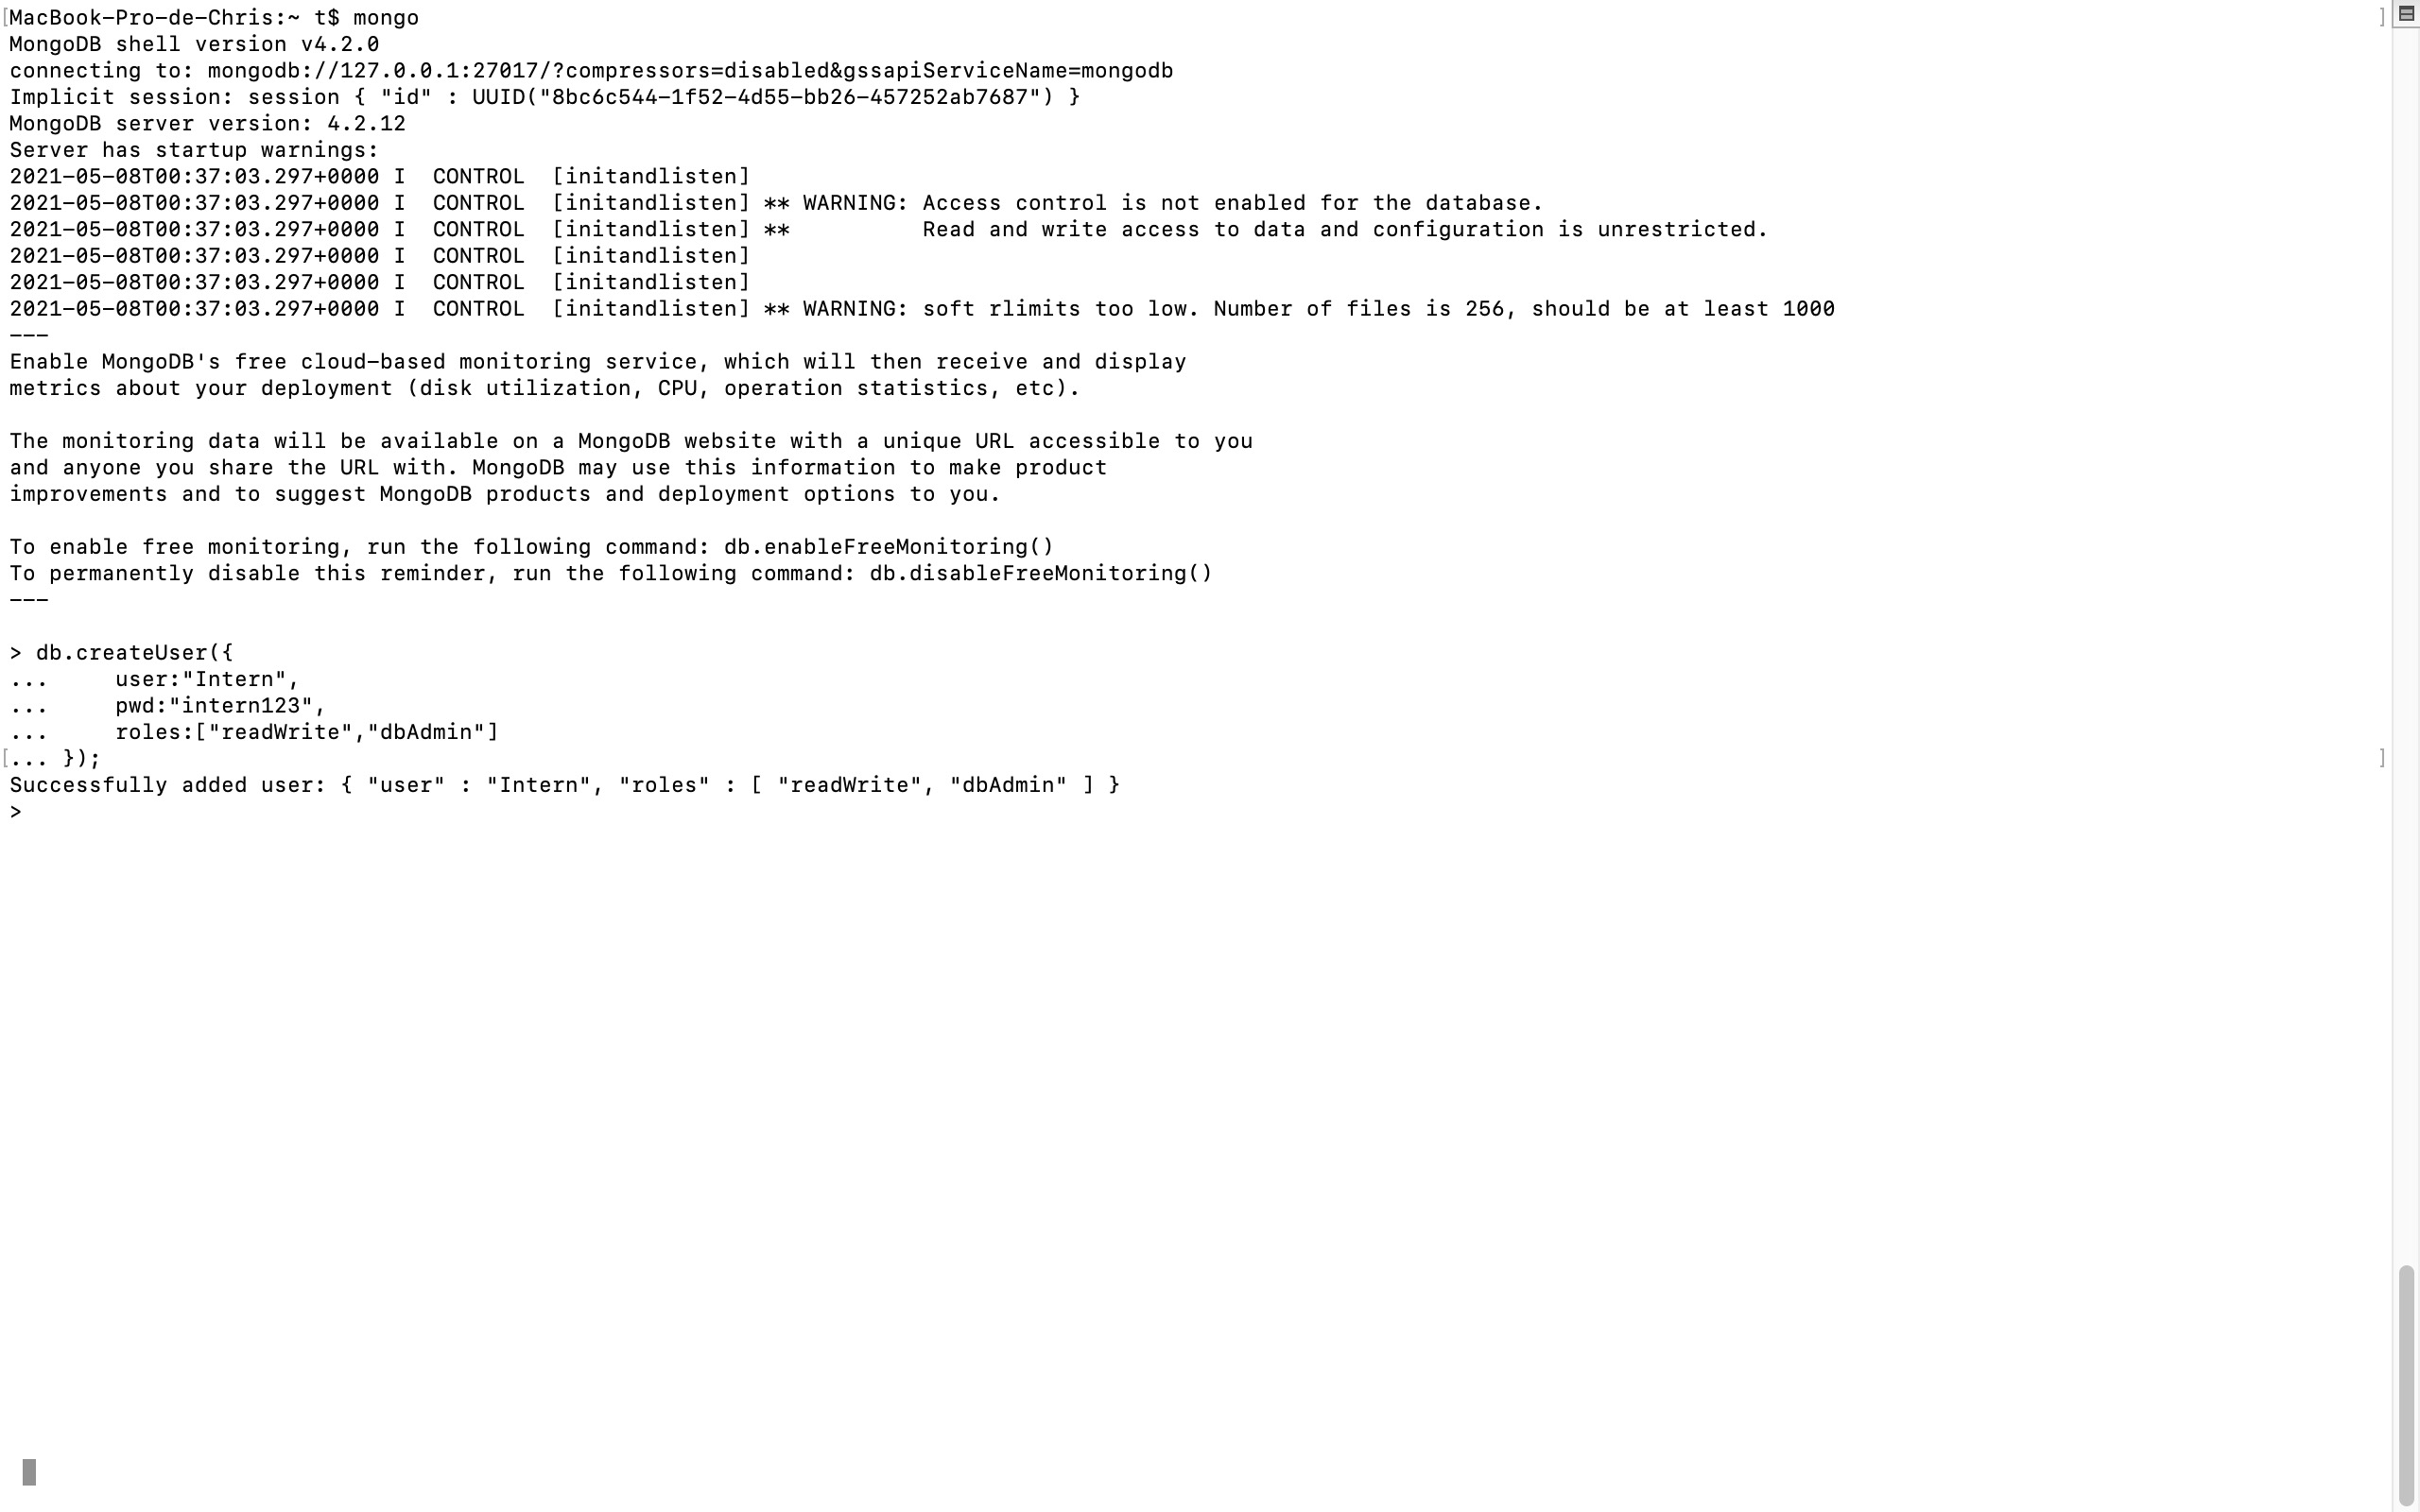 [MacBook-Pro-de-Chris:~ t$ mongo ]
MongoDB shell version v4.2.0
connecting to: mongodb://127.0.0.1:27017/?compressors=disabled&gssapiServiceName=mongodb
Implicit session: session { "id" : UUID("8bc6c544-1f52-4d55-bb26-457252ab7687") }
MongoDB server version: 4.2.12
Server has startup warnings:
2021-05-08T00:37:03.297+0000 I  CONTROL  [initandlisten]
2021-05-08T00:37:03.297+0000 I  CONTROL  [initandlisten] ** WARNING: Access control is not enabled for the database.
2021-05-08T00:37:03.297+0000 I  CONTROL  [initandlisten] **          Read and write access to data and configuration is unrestricted.
2021-05-08T00:37:03.297+0000 I  CONTROL  [initandlisten]
2021-05-08T00:37:03.297+0000 I  CONTROL  [initandlisten]
2021-05-08T00:37:03.297+0000 I  CONTROL  [initandlisten] ** WARNING: soft rlimits too low. Number of files is 256, should be at least 1000
---
Enable MongoDB's free cloud-based monitoring service, which will then receive and display
metrics about your deployment (disk utilization, CPU, operation statistics, etc).

The monitoring data will be available on a MongoDB website with a unique URL accessible to you
and anyone you share the URL with. MongoDB may use this information to make product
improvements and to suggest MongoDB products and deployment options to you.

To enable free monitoring, run the following command: db.enableFreeMonitoring()
To permanently disable this reminder, run the following command: db.disableFreeMonitoring()
---

> db.createUser({
...     user:"Intern",
...     pwd:"intern123",
...     roles:["readWrite","dbAdmin"]
[... }); ]
Successfully added user: { "user" : "Intern", "roles" : [ "readWrite", "dbAdmin" ] }
>